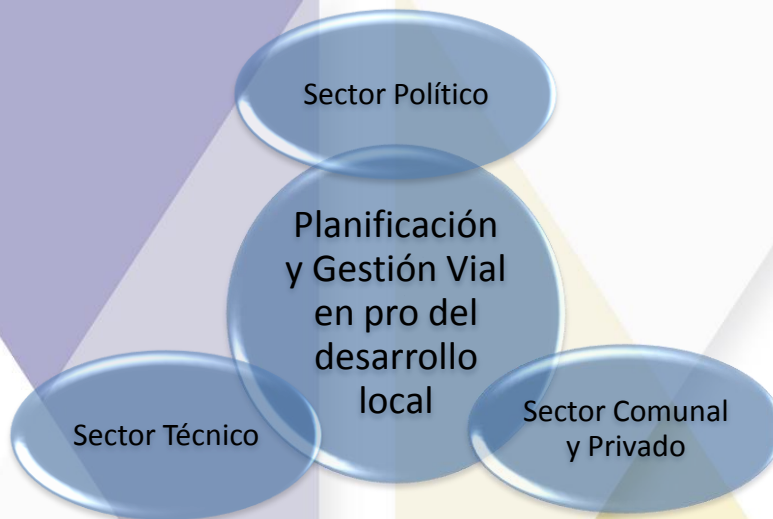 Sector Político
Planificación
y Gestión Vial
en pro del
desarrollo
local
Sector Técnico
Sector Comunal
y Privado